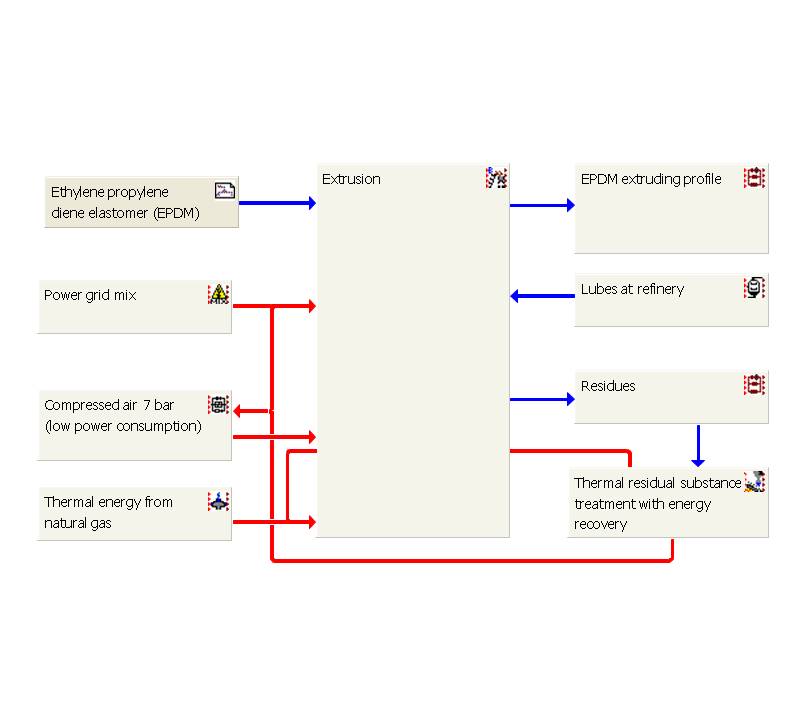 Ethylene propylene
diene elastomer (EPDM)
Extrusion
EPDM extruding profile
Power grid mix
MIX
Lubes at refinery
Compressed air 7 bar
(low power consumption)
Residues
Thermal energy from
natural gas
Thermal residual substance
treatment with energy
recovery